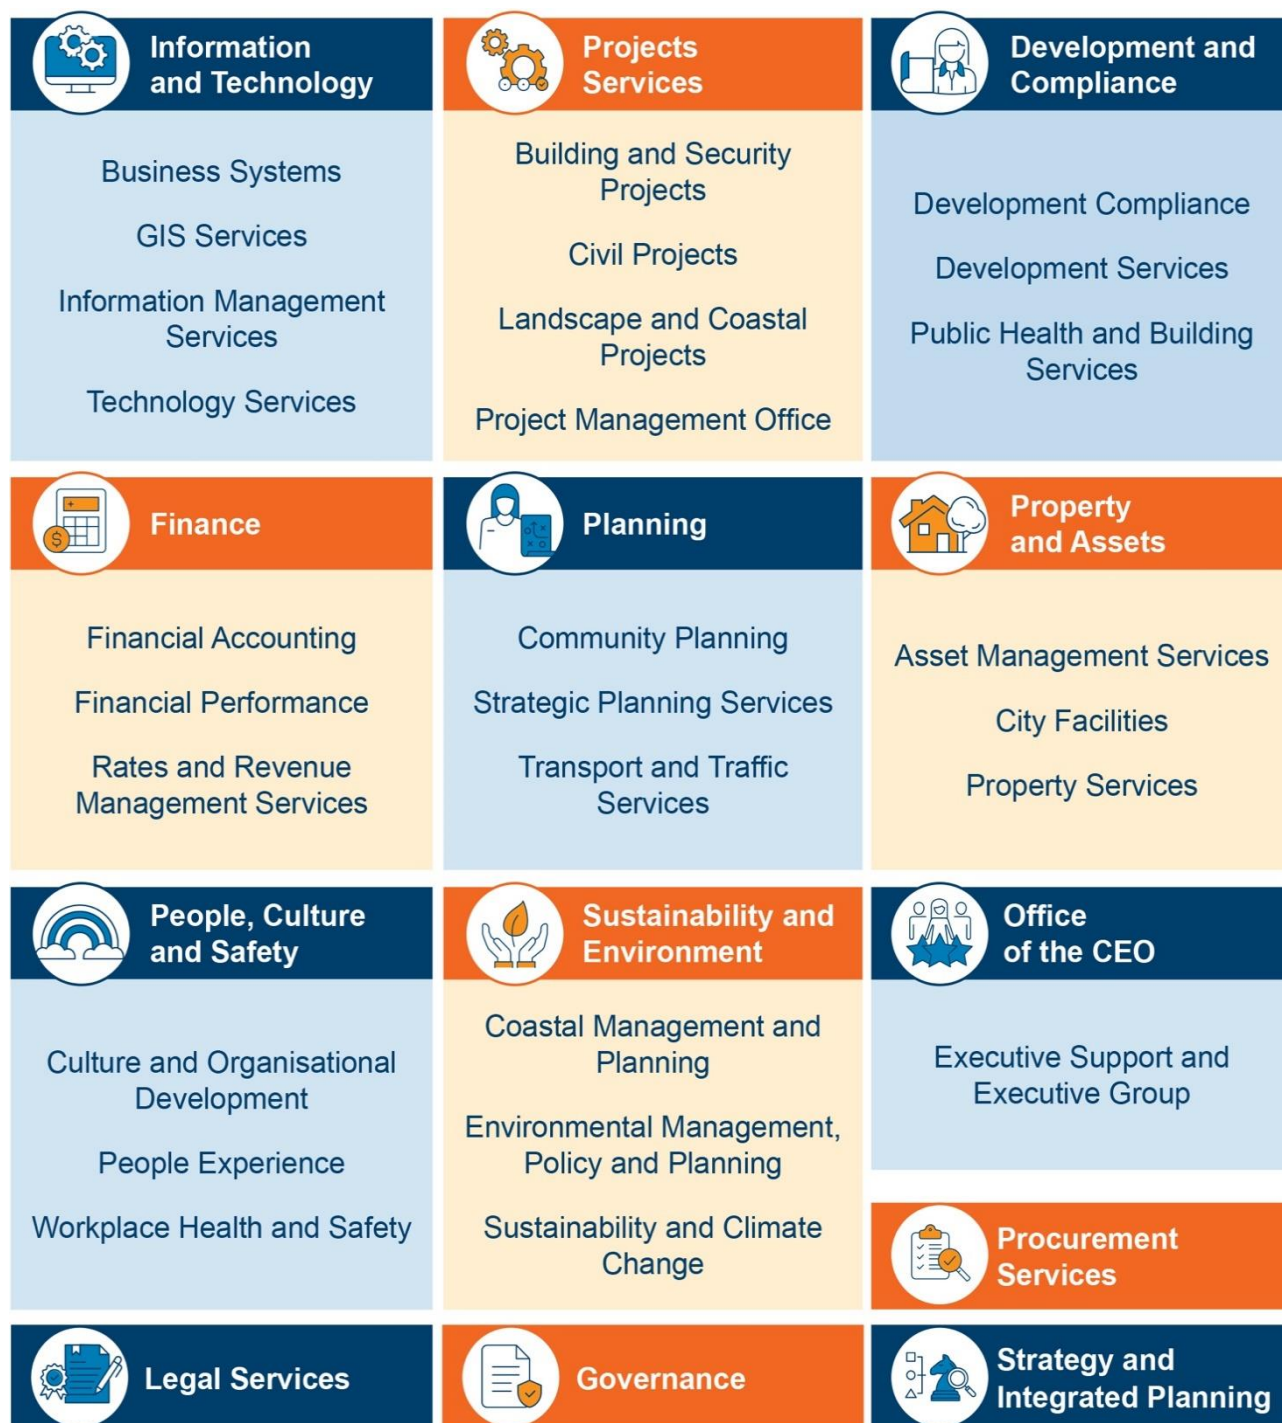 Information
and Technology
Business Systems
GIS Services
Information Management
Services
Technology Services
Projects
Services
Building and Security
Projects
Civil Projects
Landscape and Coastal
Projects
Project Management Office
Development and
Compliance
Development Compliance
Development Services
Public Health and Building
Services
Finance
Financial Accounting
Financial Performance
Rates and Revenue
Management Services
Planning
Community Planning
Strategic Planning Services
Transport and Traffic
Services
Property
and Assets
Asset Management Services
City Facilities
Property Services
People, Culture
and Safety
Culture and Organisational
Development
People Experience
Workplace Health and Safety
Sustainability and
Environment
Coastal Management and
Planning
Environmental Management,
Policy and Planning
Sustainability and Climate
Change
Office
of the CEO
Executive Support and
Executive Group
Procurement
Services
Legal Services
Governance
Strategy and
Integrated Planning